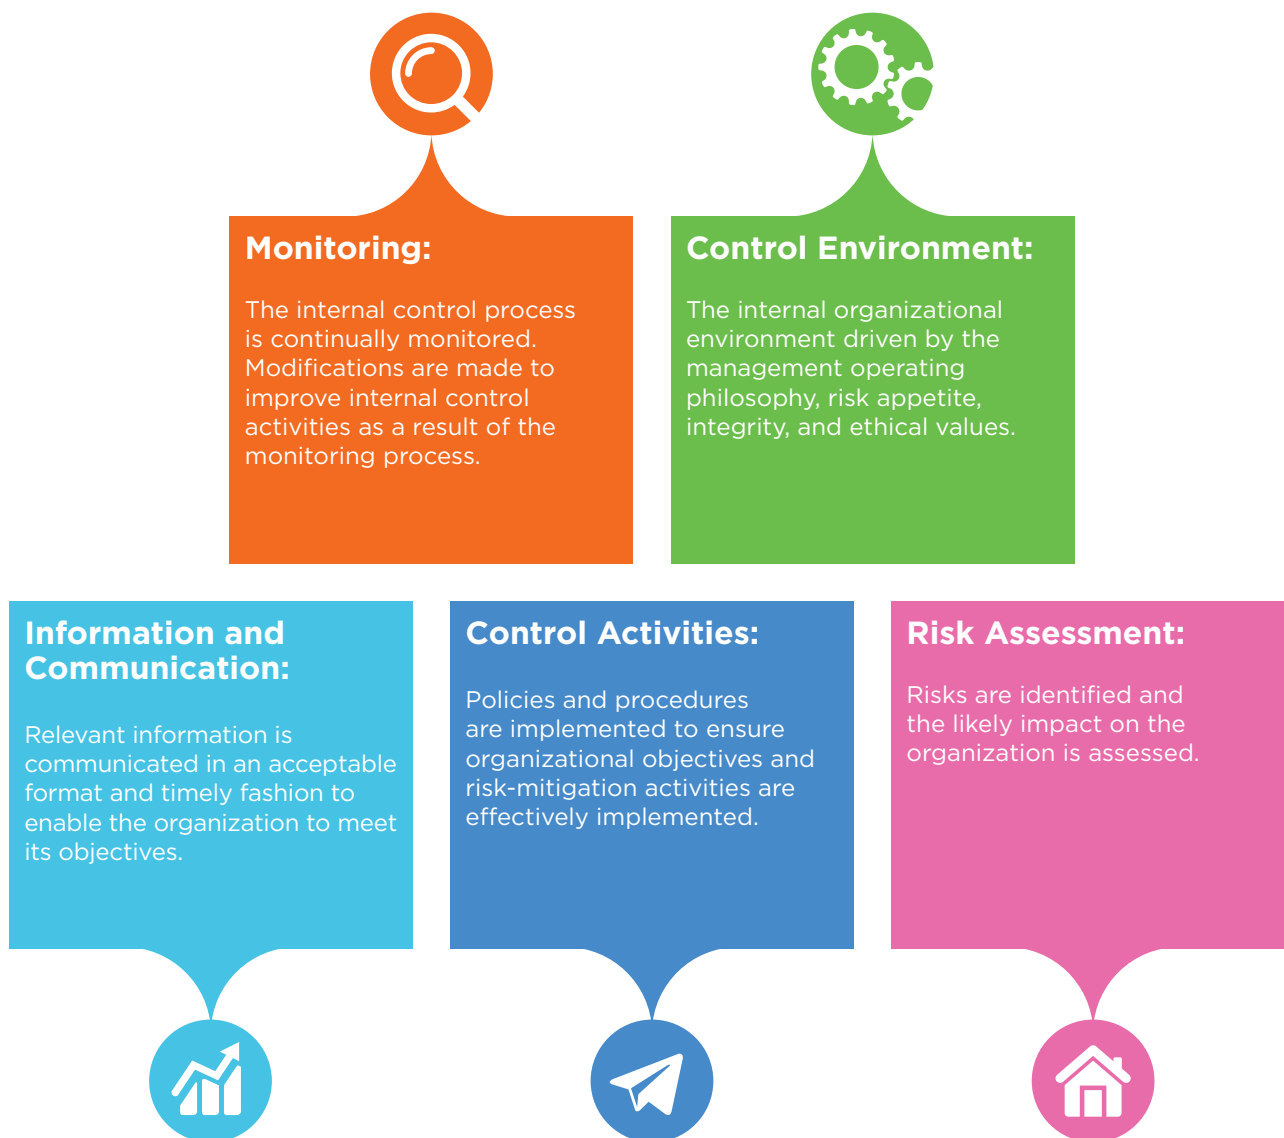 Monitoring:
The internal control process
is continually monitored.
Modifications are made to
improve internal control
activities as a result of the
monitoring process.
Control Environment:
The internal organizational
environment driven by the
management operating
philosophy, risk appetite,
integrity, and ethical values.
Information and
Communication:
Relevant information is
communicated in an acceptable
format and timely fashion to
enable the organization to meet
its objectives.
Control Activities:
Policies and procedures
are implemented to ensure
organizational objectives and
risk-mitigation activities are
effectively implemented.
Risk Assessment:
Risks are identified and
the likely impact on the
organization is assessed.